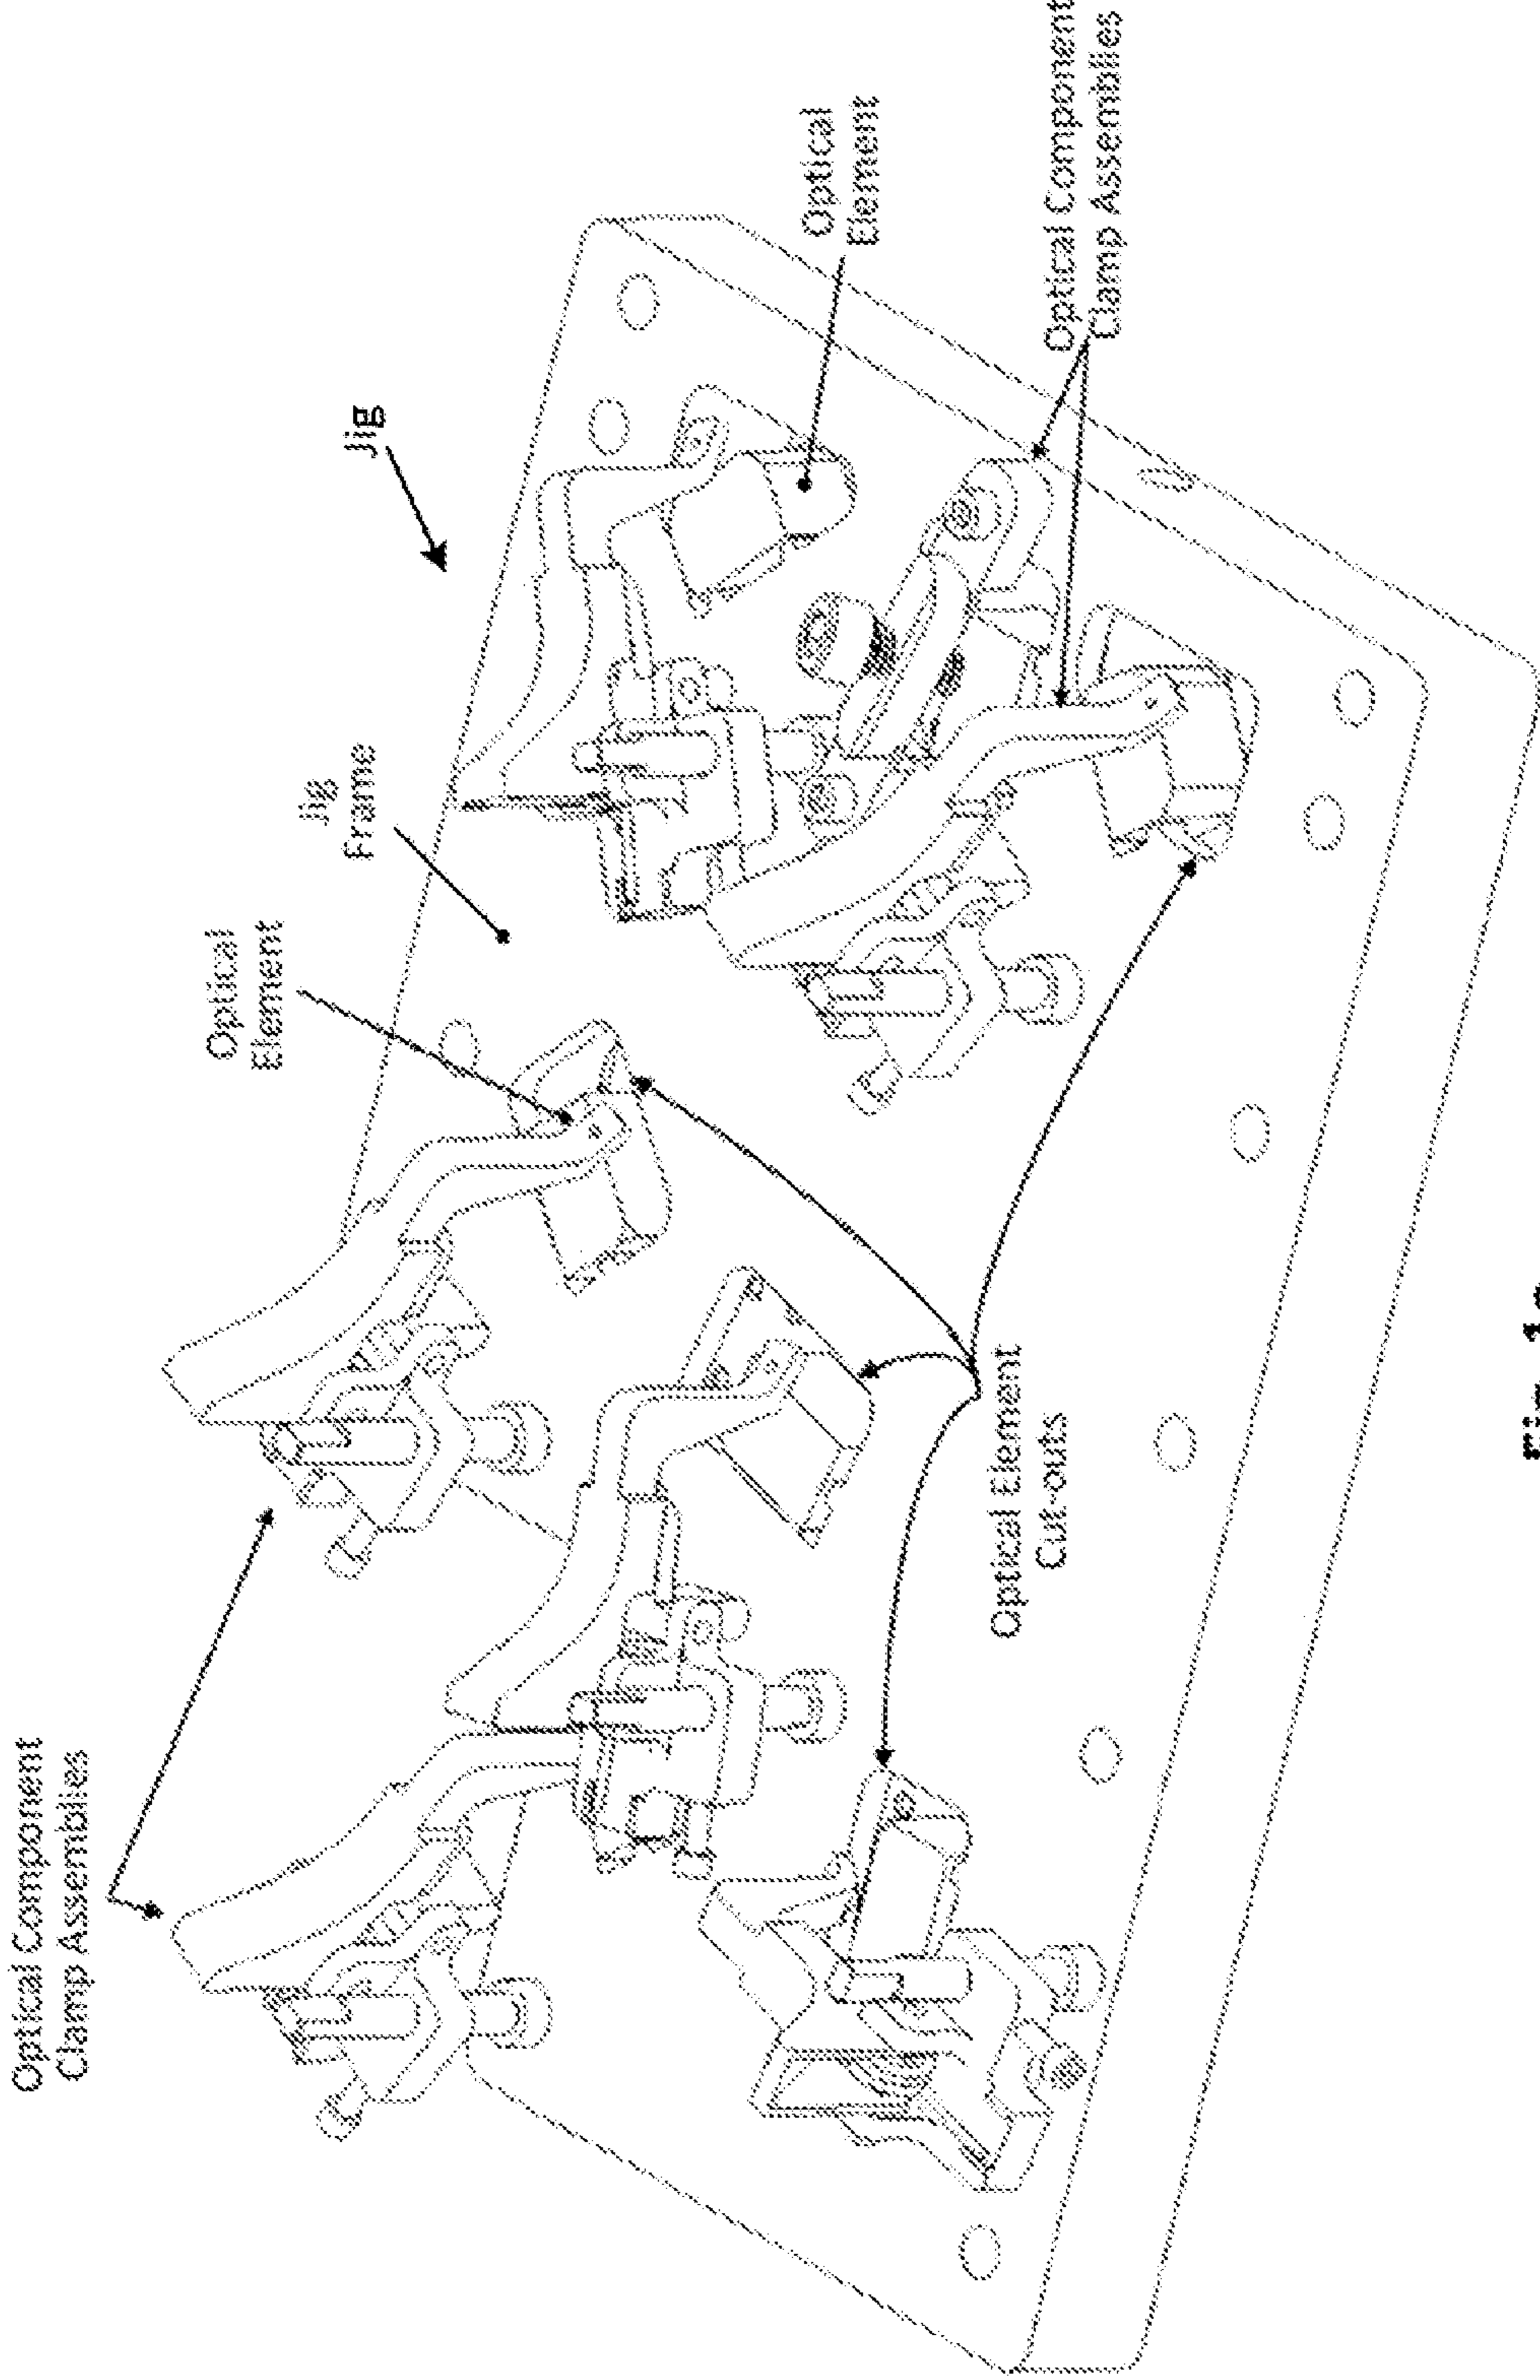 Optical Component
Clamp Assemblies
Optical
Element
Jig
Frame
Jig
Optical
Element
Optical Component
Clamp Assemblies
Optical Element
Cut-outs